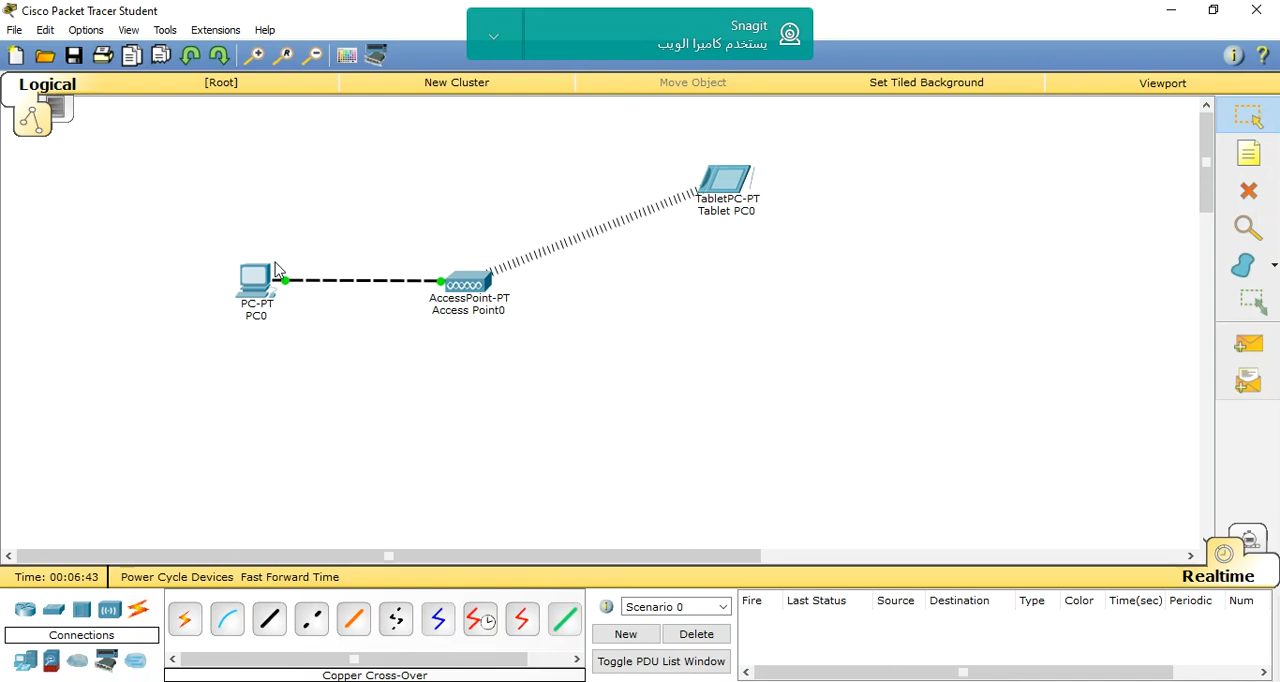 Cisco Packet Tracer Student
Snagit
يستخدم كاميرا الويب
File Edit Options View Tools Extensions Help
Logical [Root] New Cluster Move Object Set Tiled Background Viewport
TabletPC-PT
Tablet PC0
PC-PT
PC0
AccessPoint-PT
Access Point0
Time: 00:06:43 Power Cycle Devices Fast Forward Time
Realtime
Connections
Copper Cross-Over
Scenario 0
New Delete
Toggle PDU List Window
Fire Last Status Source Destination Type Color Time(sec) Periodic Num